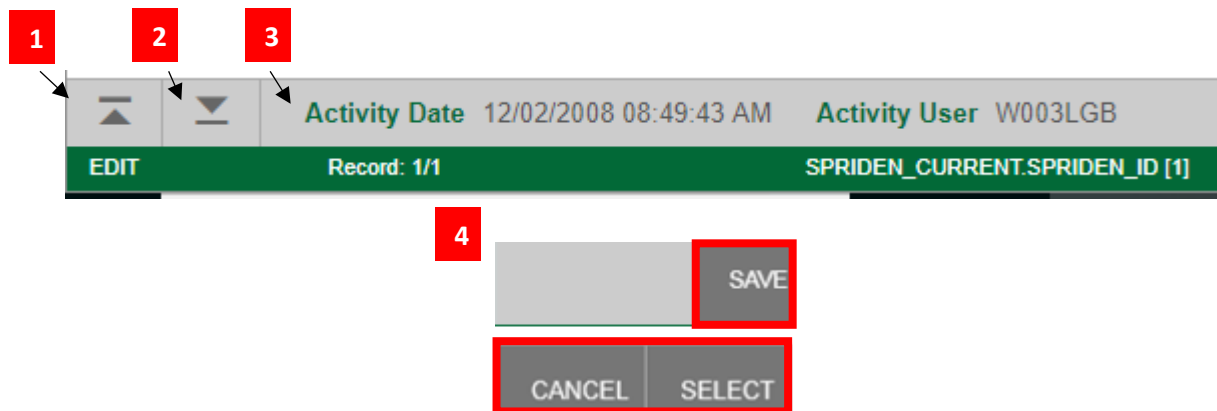 1 2 3
Activity Date 12/02/2008 08:49:43 AM Activity User W003LGB
EDIT Record: 1/1 SPRIDEN_CURRENT.SPRIDEN_ID [1]
4
SAVE
CANCEL SELECT